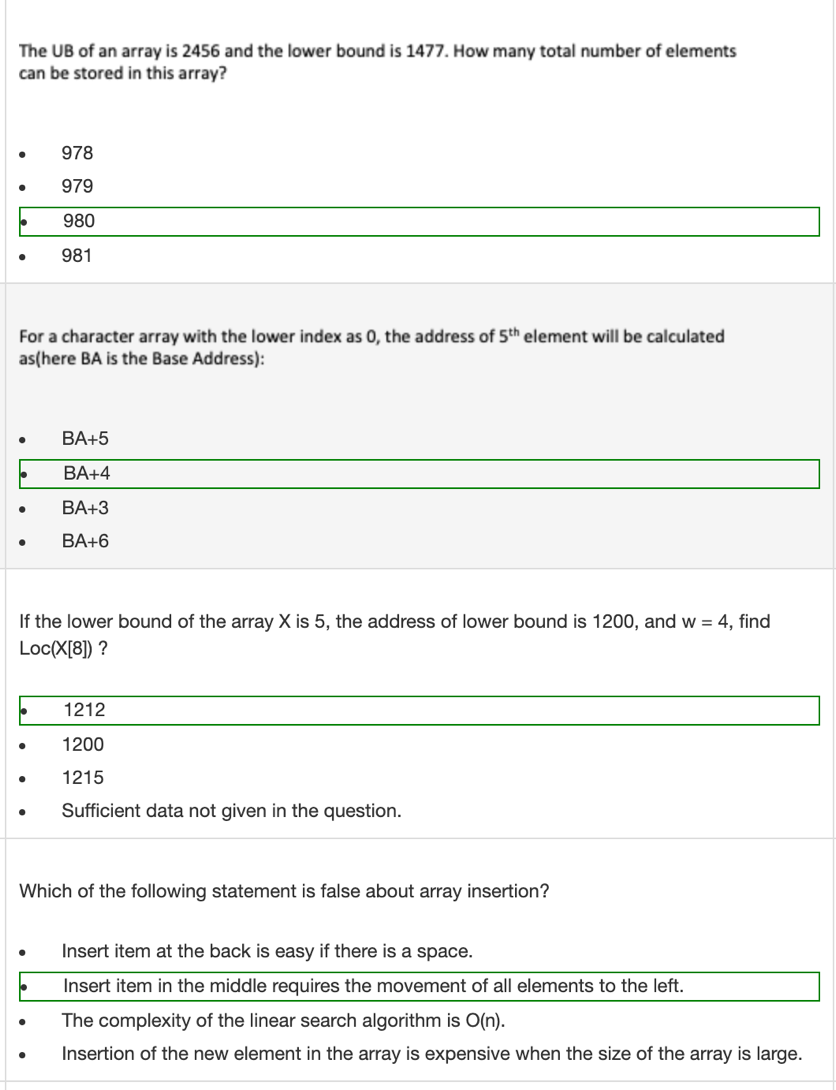 The UB of an array is 2456 and the lower bound is 1477. How many total number of elements
can be stored in this array?
• 978
• 979
• 980
• 981
For a character array with the lower index as 0, the address of 5th element will be calculated
as(here BA is the Base Address):
• BA+5
• BA+4
• BA+3
• BA+6
If the lower bound of the array X is 5, the address of lower bound is 1200, and w = 4, find
Loc(X[8]) ?
• 1212
• 1200
• 1215
• Sufficient data not given in the question.
Which of the following statement is false about array insertion?
• Insert item at the back is easy if there is a space.
• Insert item in the middle requires the movement of all elements to the left.
• The complexity of the linear search algorithm is O(n).
• Insertion of the new element in the array is expensive when the size of the array is large.